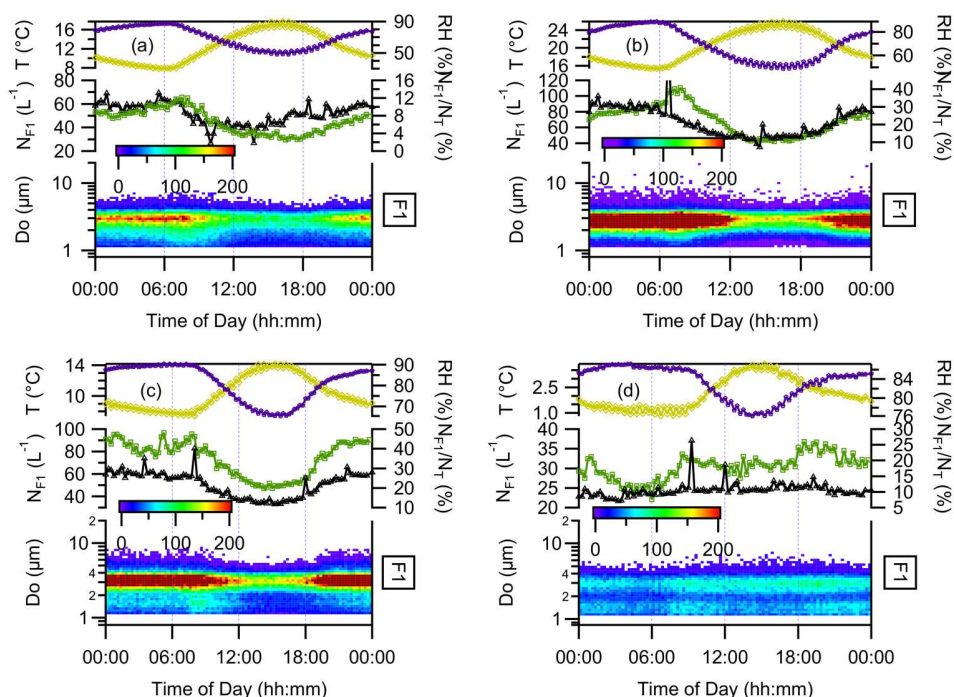 (a)
T (°C)
16
12
8
RH (%)
90
50
N_F1 (L⁻¹)
80
60
40
20
N_F1/N_T (%)
16
12
8
4
0
0 100 200
Do (µm)
10
1
F1
00:00 06:00 12:00 18:00 00:00
Time of Day (hh:mm)
(b)
T (°C)
24
20
16
RH (%)
80
60
N_F1 (L⁻¹)
120
100
80
60
40
N_F1/N_T (%)
40
30
20
10
0 100 200
Do (µm)
10
1
F1
00:00 06:00 12:00 18:00 00:00
Time of Day (hh:mm)
(c)
T (°C)
14
10
RH (%)
90
70
N_F1 (L⁻¹)
100
80
60
40
N_F1/N_T (%)
50
40
30
20
10
0 100 200
Do (µm)
2
10
4
2
1
F1
00:00 06:00 12:00 18:00 00:00
Time of Day (hh:mm)
(d)
T (°C)
2.5
1.0
RH (%)
84
80
76
N_F1 (L⁻¹)
40
35
30
25
20
N_F1/N_T (%)
30
25
20
15
10
5
0 100 200
Do (µm)
2
10
4
2
1
F1
00:00 06:00 12:00 18:00 00:00
Time of Day (hh:mm)